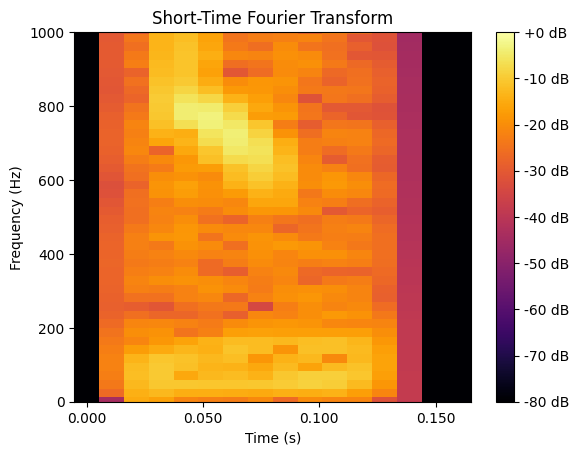 Short-Time Fourier Transform
1000
800
600
400
200
0
Frequency (Hz)
0.000
0.050
0.100
0.150
Time (s)
+0 dB
-10 dB
-20 dB
-30 dB
-40 dB
-50 dB
-60 dB
-70 dB
-80 dB